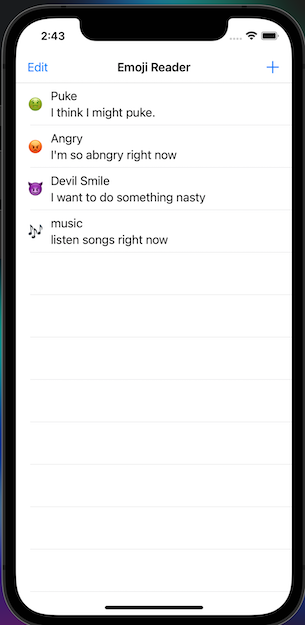 2:43
Edit Emoji Reader +
Puke
I think I might puke.
Angry
I'm so abngry right now
Devil Smile
I want to do something nasty
music
listen songs right now